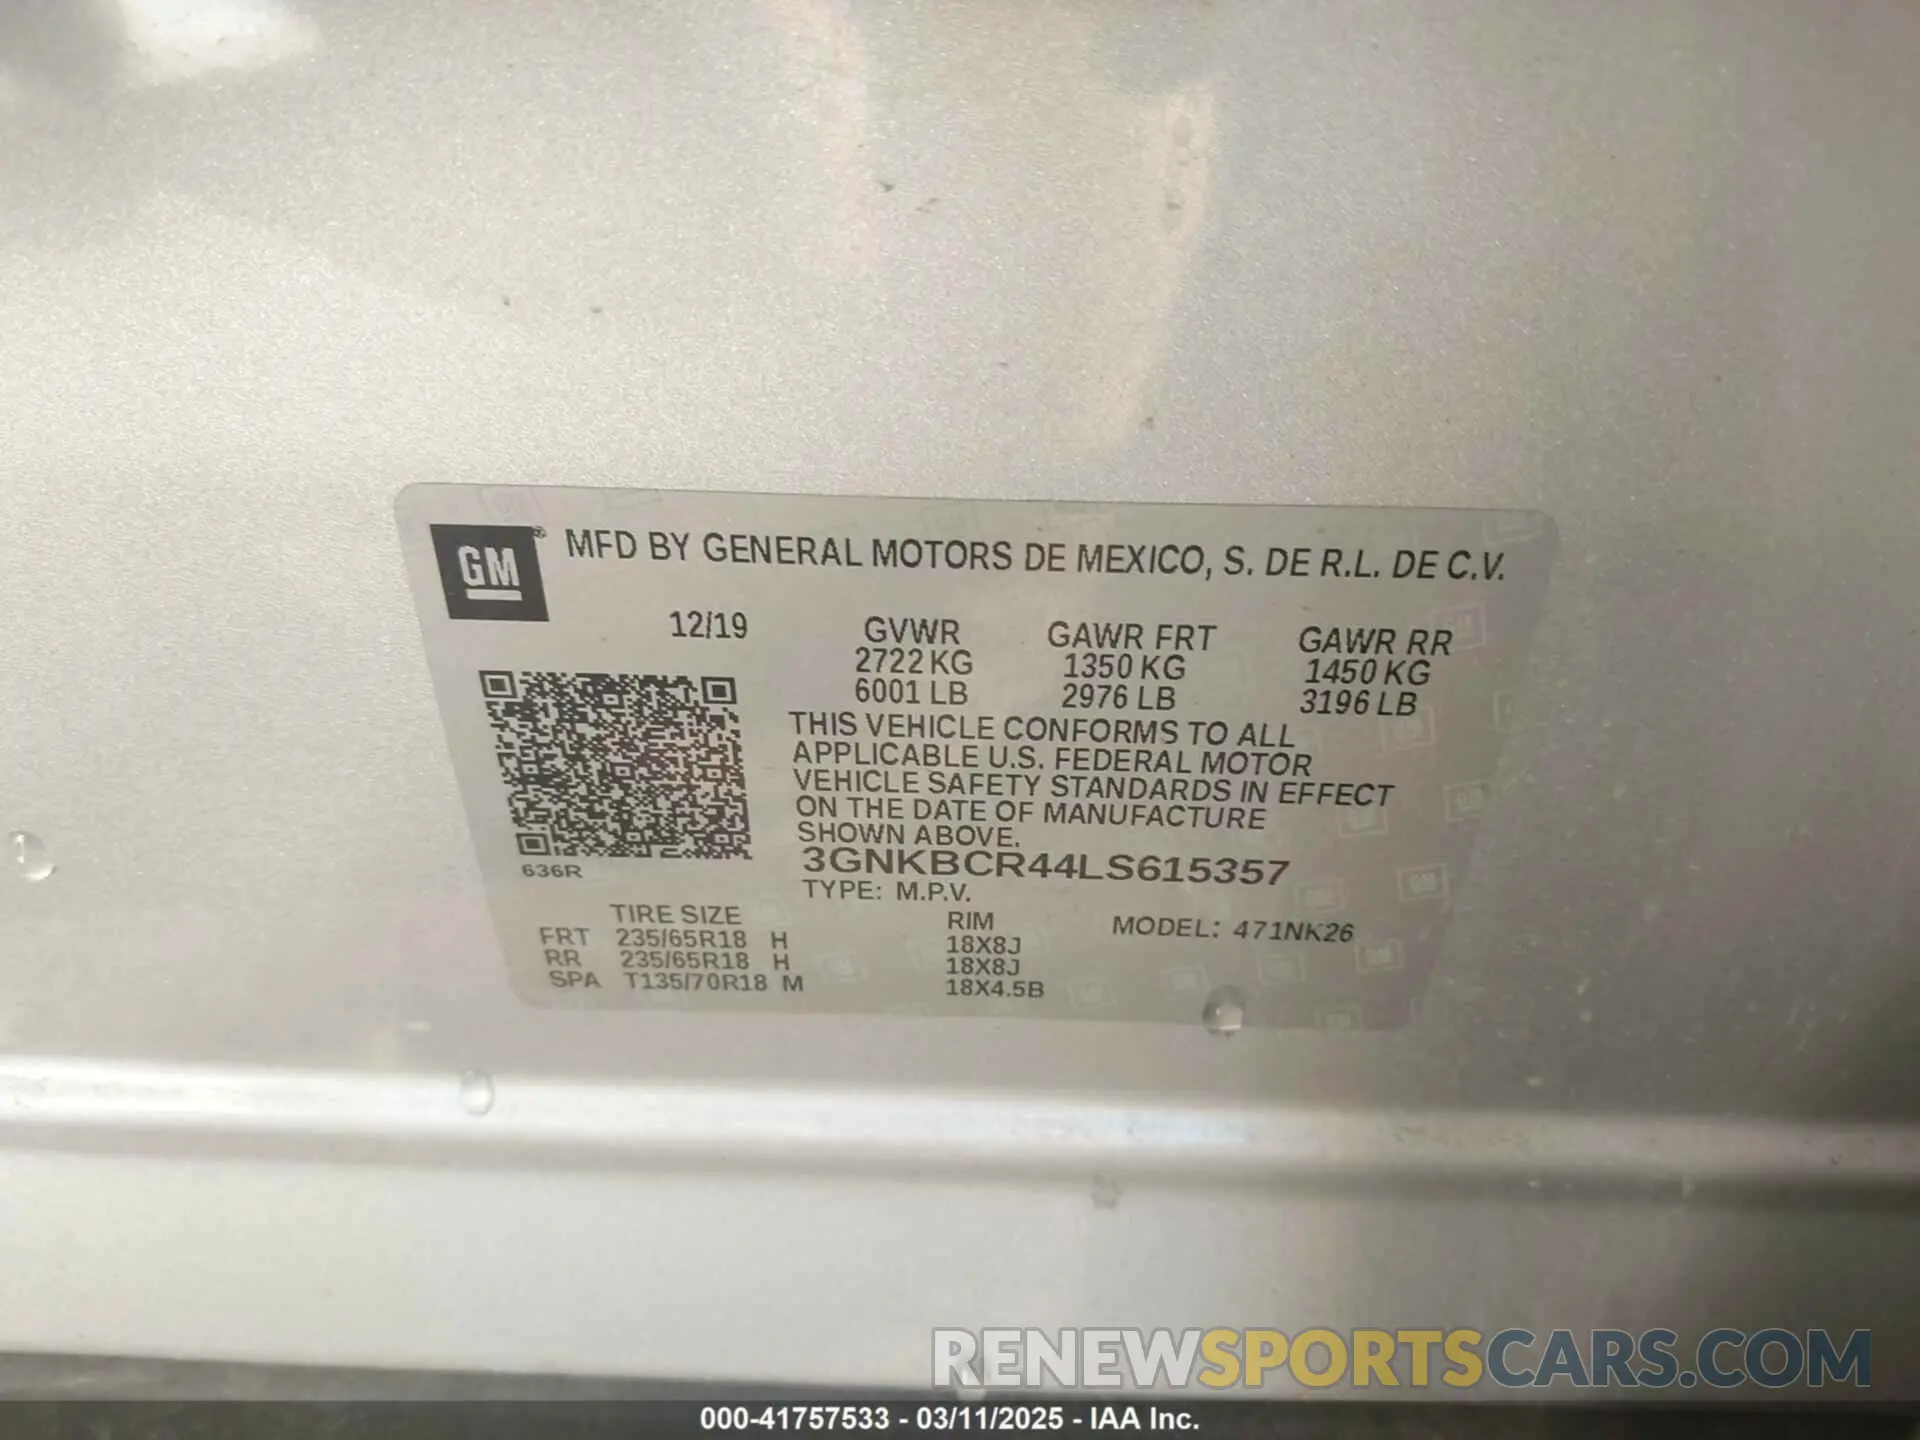 GM ® MFD BY GENERAL MOTORS DE MEXICO, S. DE R.L. DE C.V.
12/19 GVWR GAWR FRT GAWR RR
2722 KG 1350 KG 1450 KG
6001 LB 2976 LB 3196 LB
THIS VEHICLE CONFORMS TO ALL
APPLICABLE U.S. FEDERAL MOTOR
VEHICLE SAFETY STANDARDS IN EFFECT
ON THE DATE OF MANUFACTURE
SHOWN ABOVE.
636R 3GNKBCR44LS615357
TYPE: M.P.V.
TIRE SIZE RIM MODEL: 471NK26
FRT 235/65R18 H 18X8J
RR 235/65R18 H 18X8J
SPA T135/70R18 M 18X4.5B
RENEWSPORTSCARS.COM
000-41757533 - 03/11/2025 - IAA Inc.